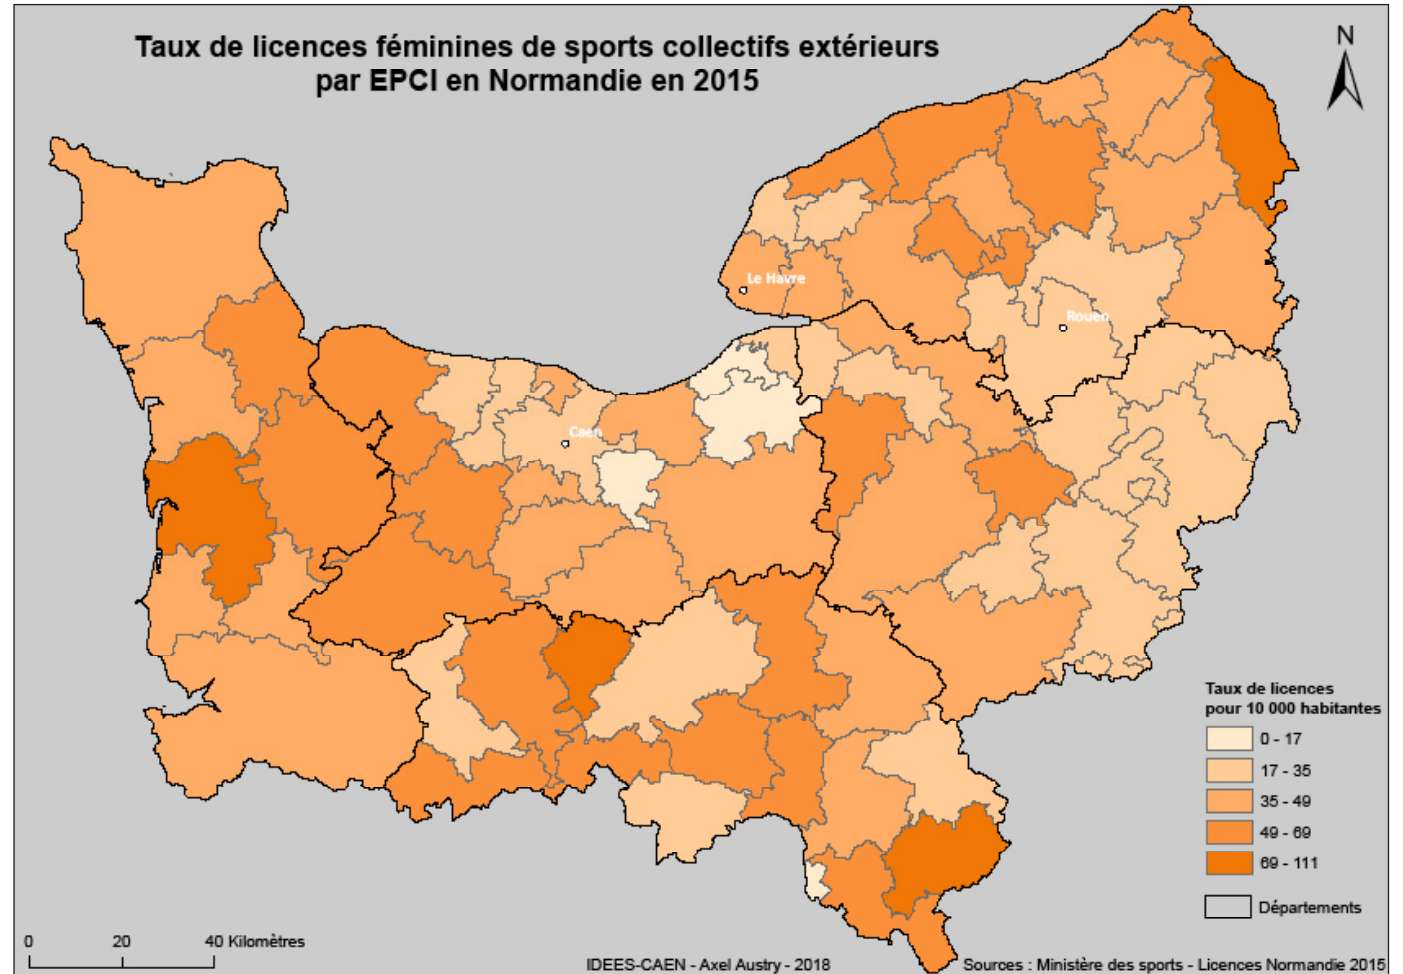 Taux de licences féminines de sports collectifs extérieurs
par EPCI en Normandie en 2015
N
Le Havre
Rouen
Caen
Taux de licences
pour 10 000 habitantes
0 - 17
17 - 35
35 - 49
49 - 69
69 - 111
Départements
0 20 40 Kilomètres
IDEES-CAEN - Axel Austry - 2018
Sources : Ministère des sports - Licences Normandie 2015